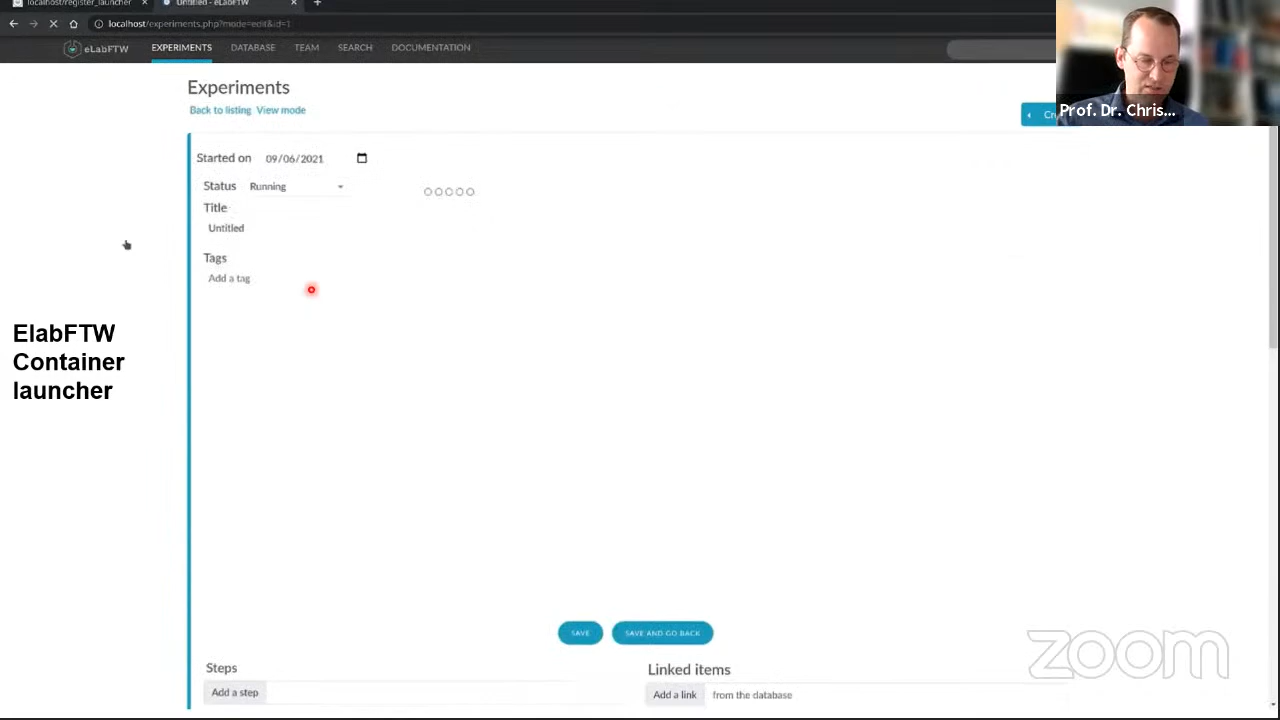 localhost/register_launcher
Untitled - eLabFTW
localhost/experiments.php?mode=edit&id=1
eLabFTW
EXPERIMENTS
DATABASE
TEAM
SEARCH
DOCUMENTATION
Prof. Dr. Chris...
Experiments
Back to listing View mode
Started on 09/06/2021
Status Running
Title
Untitled
Tags
Add a tag
ElabFTW
Container
launcher
SAVE
SAVE AND GO BACK
zoom
Steps
Linked items
Add a step
Add a link from the database